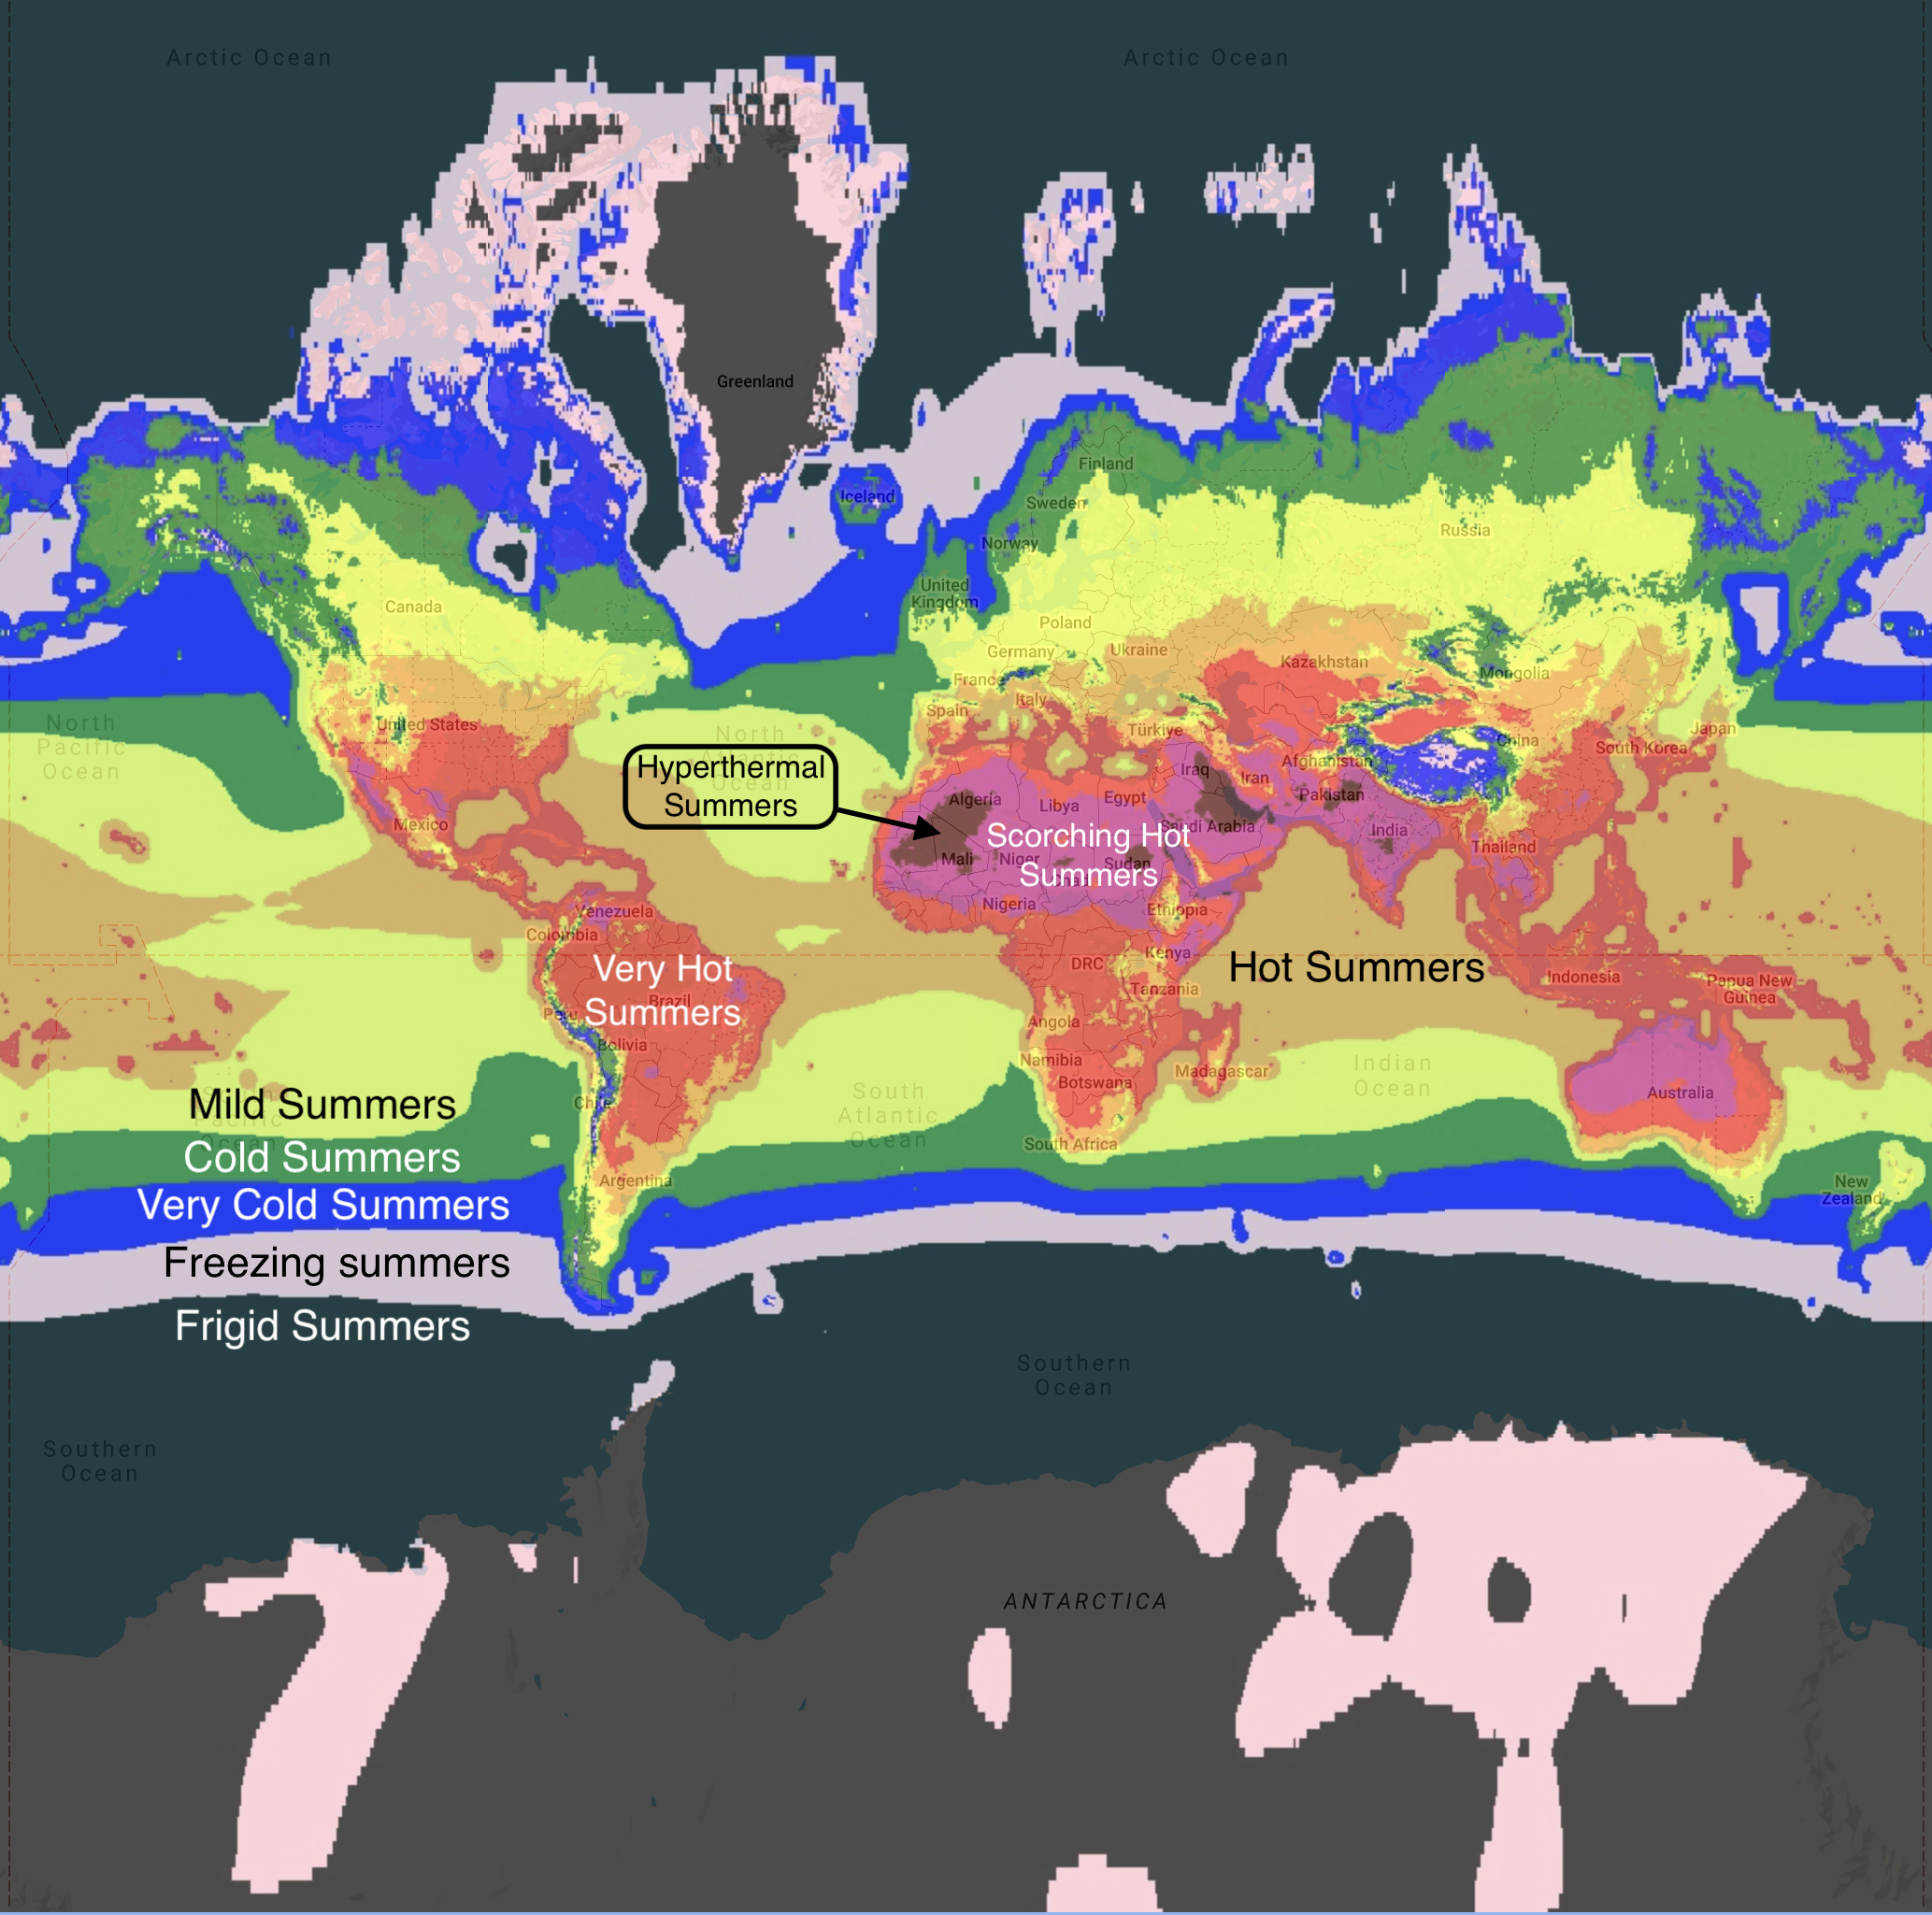 Arctic Ocean
Arctic Ocean
Greenland
Finland
Iceland
Sweden
Russia
Norway
United
Kingdom
Canada
Poland
Germany
Ukraine
Kazakhstan
Mongolia
France
Italy
Spain
North
Pacific
Ocean
United States
North
Atlantic
Ocean
Türkiye
Japan
China
South Korea
Afghanistan
Iraq
Iran
Pakistan
Hyperthermal
Summers
Algeria
Libya
Egypt
Saudi Arabia
India
Mexico
Scorching Hot
Summers
Mali
Niger
Sudan
Thailand
Nigeria
Ethiopia
Venezuela
Colombia
Kenya
DRC
Hot Summers
Very Hot
Summers
Brazil
Tanzania
Indonesia
Papua New
Guinea
Angola
Bolivia
Namibia
Botswana
Madagascar
Indian
Ocean
Australia
Chile
South
Atlantic
Ocean
Mild Summers
Pacific
Ocean
South Africa
Cold Summers
Argentina
New
Zealand
Very Cold Summers
Freezing summers
Frigid Summers
Southern
Ocean
Southern
Ocean
ANTARCTICA